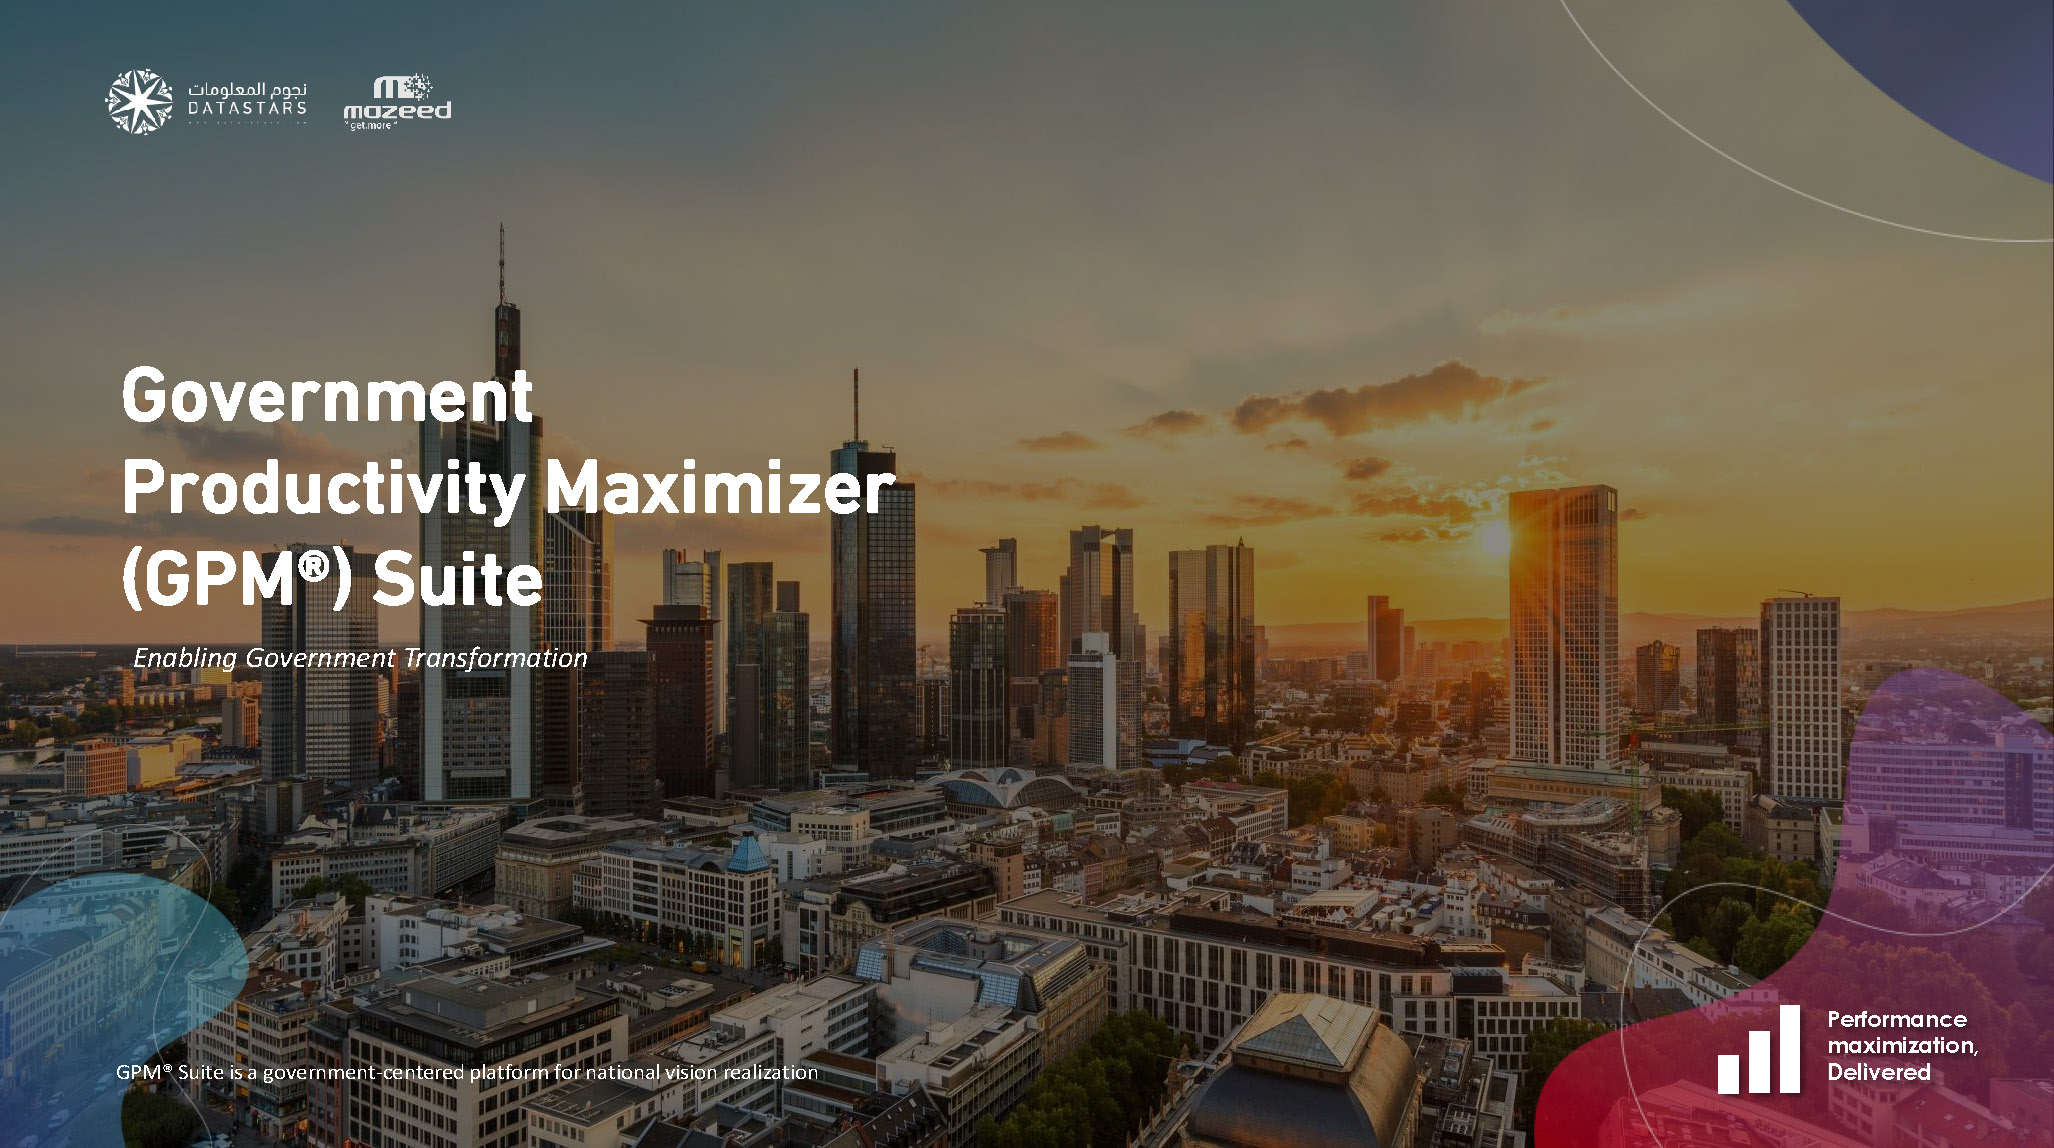 نجوم المعلومات
DATASTARS
mazeed
"get.more"
Government
Productivity Maximizer
(GPM®) Suite
Enabling Government Transformation
GPM® Suite is a government-centered platform for national vision realization
Performance
maximization,
Delivered